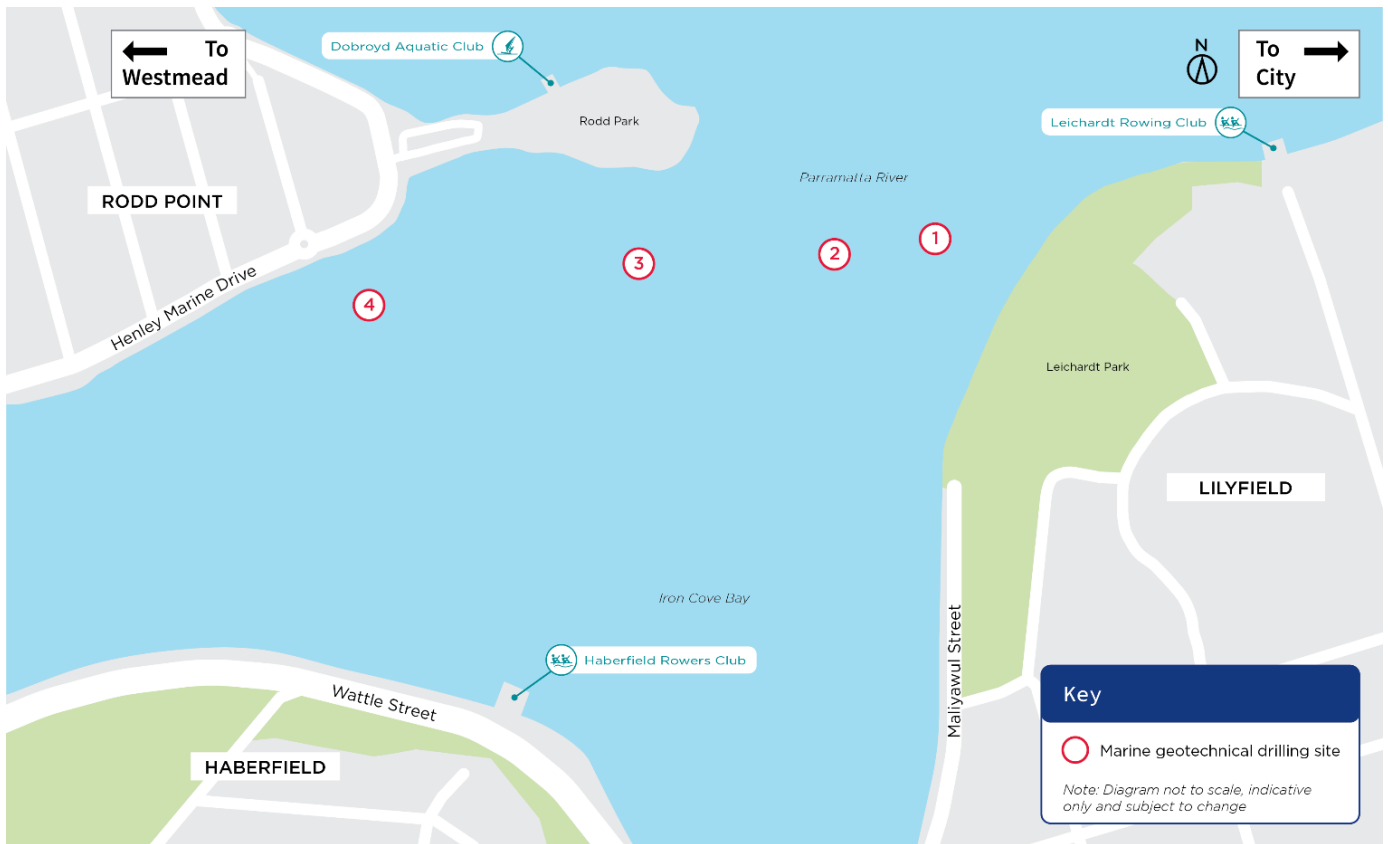 To
Westmead
Dobroyd Aquatic Club
N
To
City
Leichardt Rowing Club
Rodd Park
Parramatta River
RODD POINT
1
2
3
4
Henley Marine Drive
Leichardt Park
LILYFIELD
Iron Cove Bay
Maliyawul Street
Haberfield Rowers Club
Wattle Street
HABERFIELD
Key
Marine geotechnical drilling site
Note: Diagram not to scale, indicative
only and subject to change